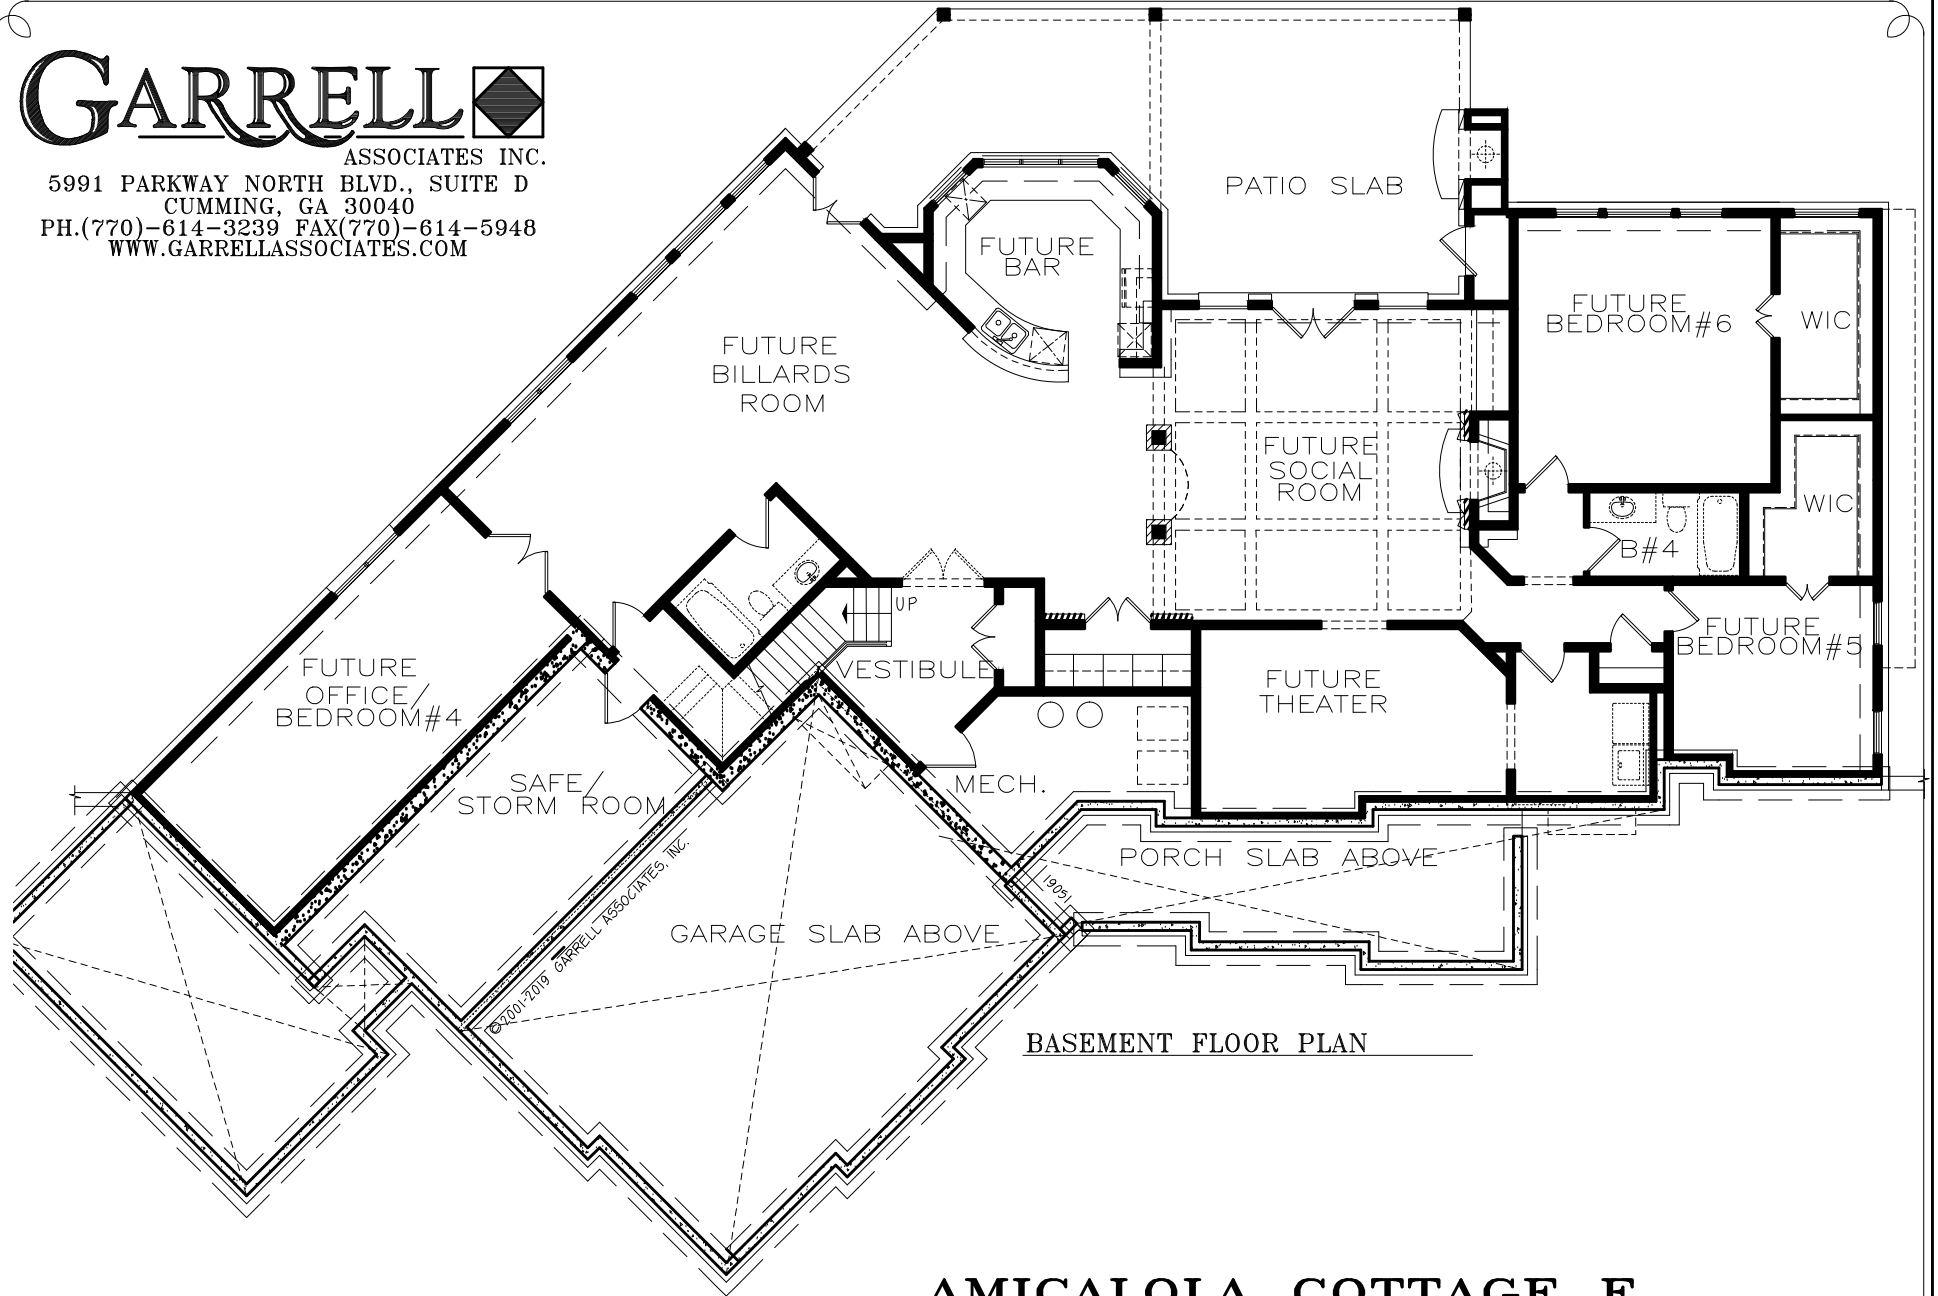 GARRELL
ASSOCIATES INC.
5991 PARKWAY NORTH BLVD., SUITE D
CUMMING, GA 30040
PH.(770)-614-3239 FAX(770)-614-5948
WWW.GARRELLASSOCIATES.COM
PATIO SLAB
FUTURE
BAR
FUTURE
BEDROOM#6
WIC
FUTURE
BILLARDS
ROOM
FUTURE
SOCIAL
ROOM
WIC
B#4
UP
VESTIBULE
FUTURE
BEDROOM#5
FUTURE
OFFICE/
BEDROOM#4
FUTURE
THEATER
SAFE/
STORM ROOM
MECH.
PORCH SLAB ABOVE
19051
GARAGE SLAB ABOVE
©2001-2019 GARRELL ASSOCIATES, INC.
BASEMENT FLOOR PLAN
AMICALOLA COTTAGE F